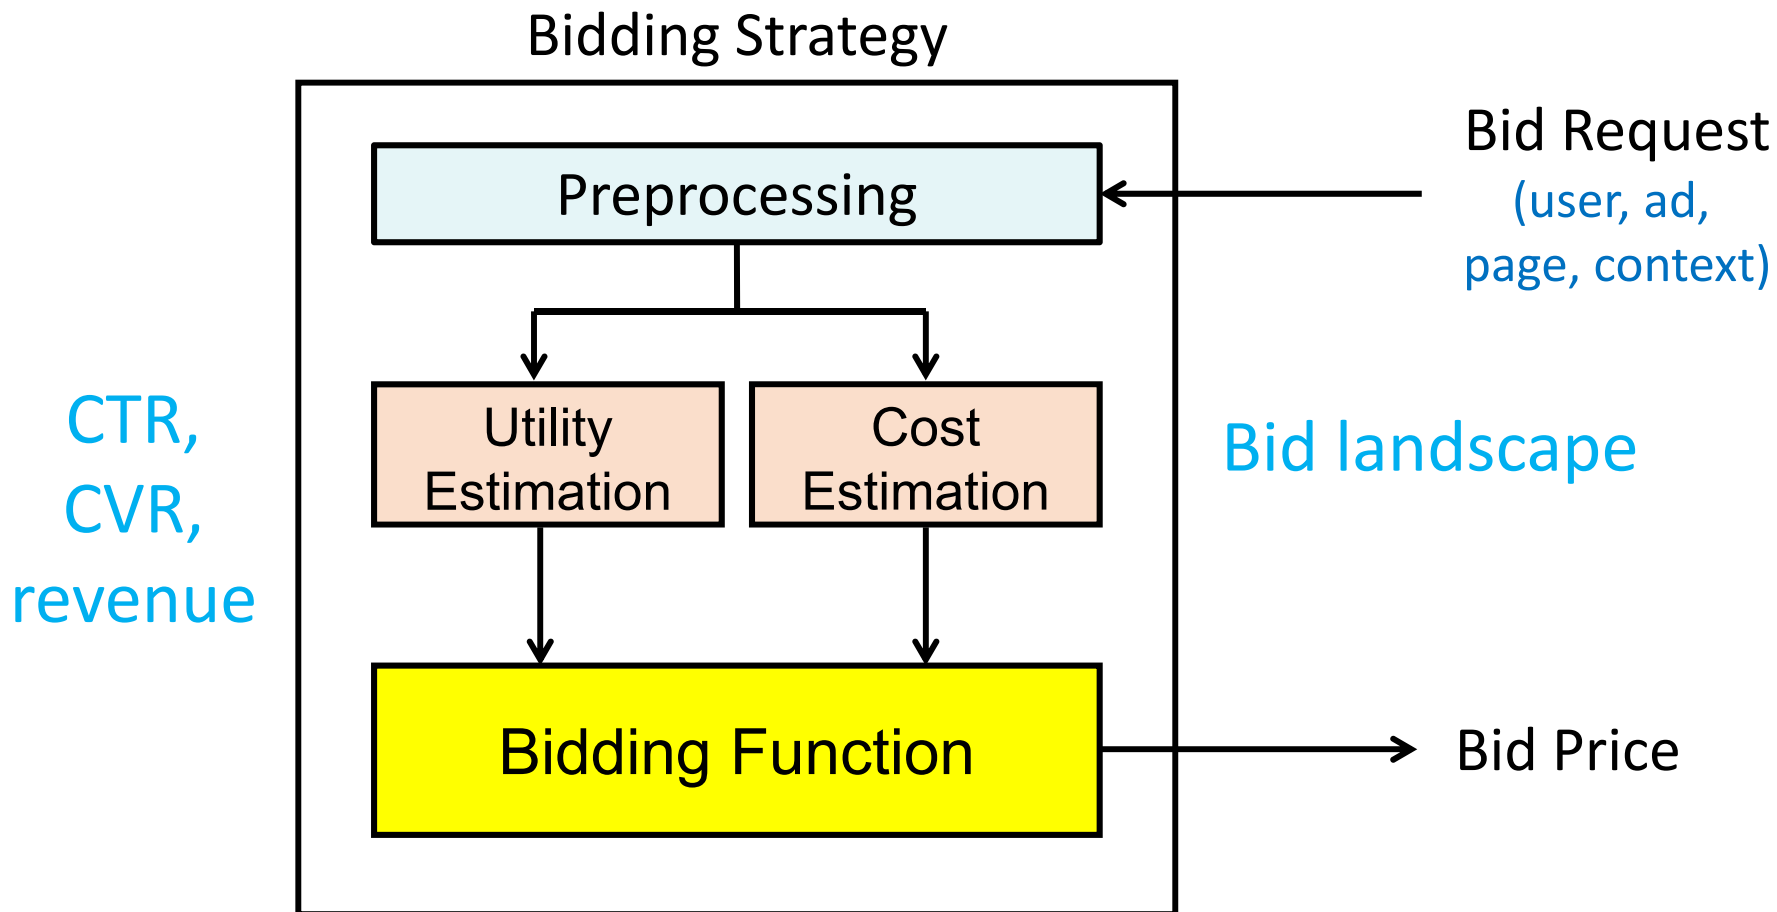 Bidding Strategy
Preprocessing
Bid Request
(user, ad,
page, context)
CTR,
CVR,
revenue
Utility
Estimation
Cost
Estimation
Bid landscape
Bidding Function
Bid Price